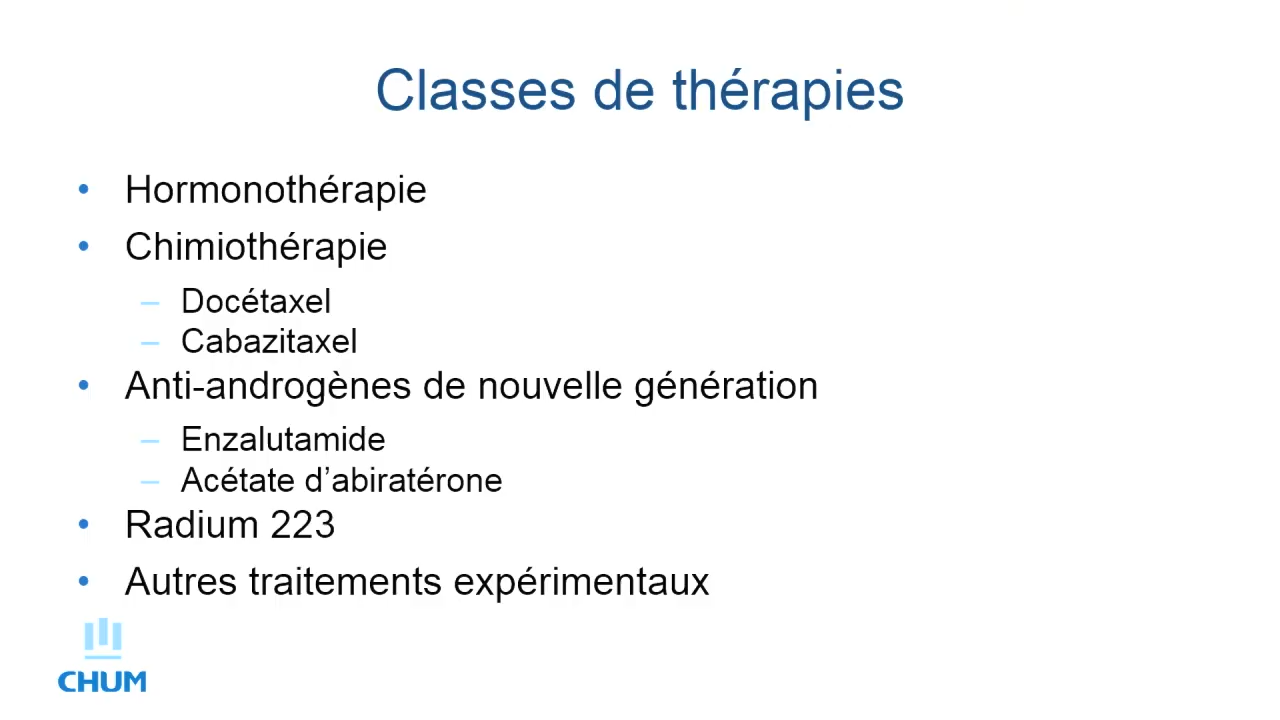 Classes de thérapies
• Hormonothérapie
• Chimiothérapie
– Docétaxel
– Cabazitaxel
• Anti-androgènes de nouvelle génération
– Enzalutamide
– Acétate d’abiratérone
• Radium 223
• Autres traitements expérimentaux
CHUM